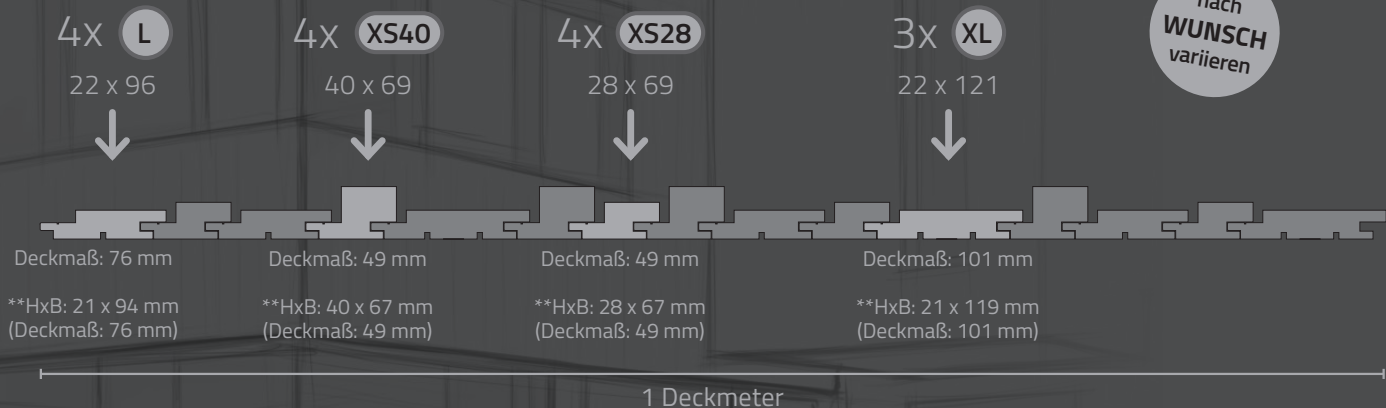 4x L
22 x 96
4x XS40
40 x 69
4x XS28
28 x 69
3x XL
22 x 121
nach
WUNSCH
variieren
Deckmaß: 76 mm
**HxB: 21 x 94 mm
(Deckmaß: 76 mm)
Deckmaß: 49 mm
**HxB: 40 x 67 mm
(Deckmaß: 49 mm)
Deckmaß: 49 mm
**HxB: 28 x 67 mm
(Deckmaß: 49 mm)
Deckmaß: 101 mm
**HxB: 21 x 119 mm
(Deckmaß: 101 mm)
1 Deckmeter